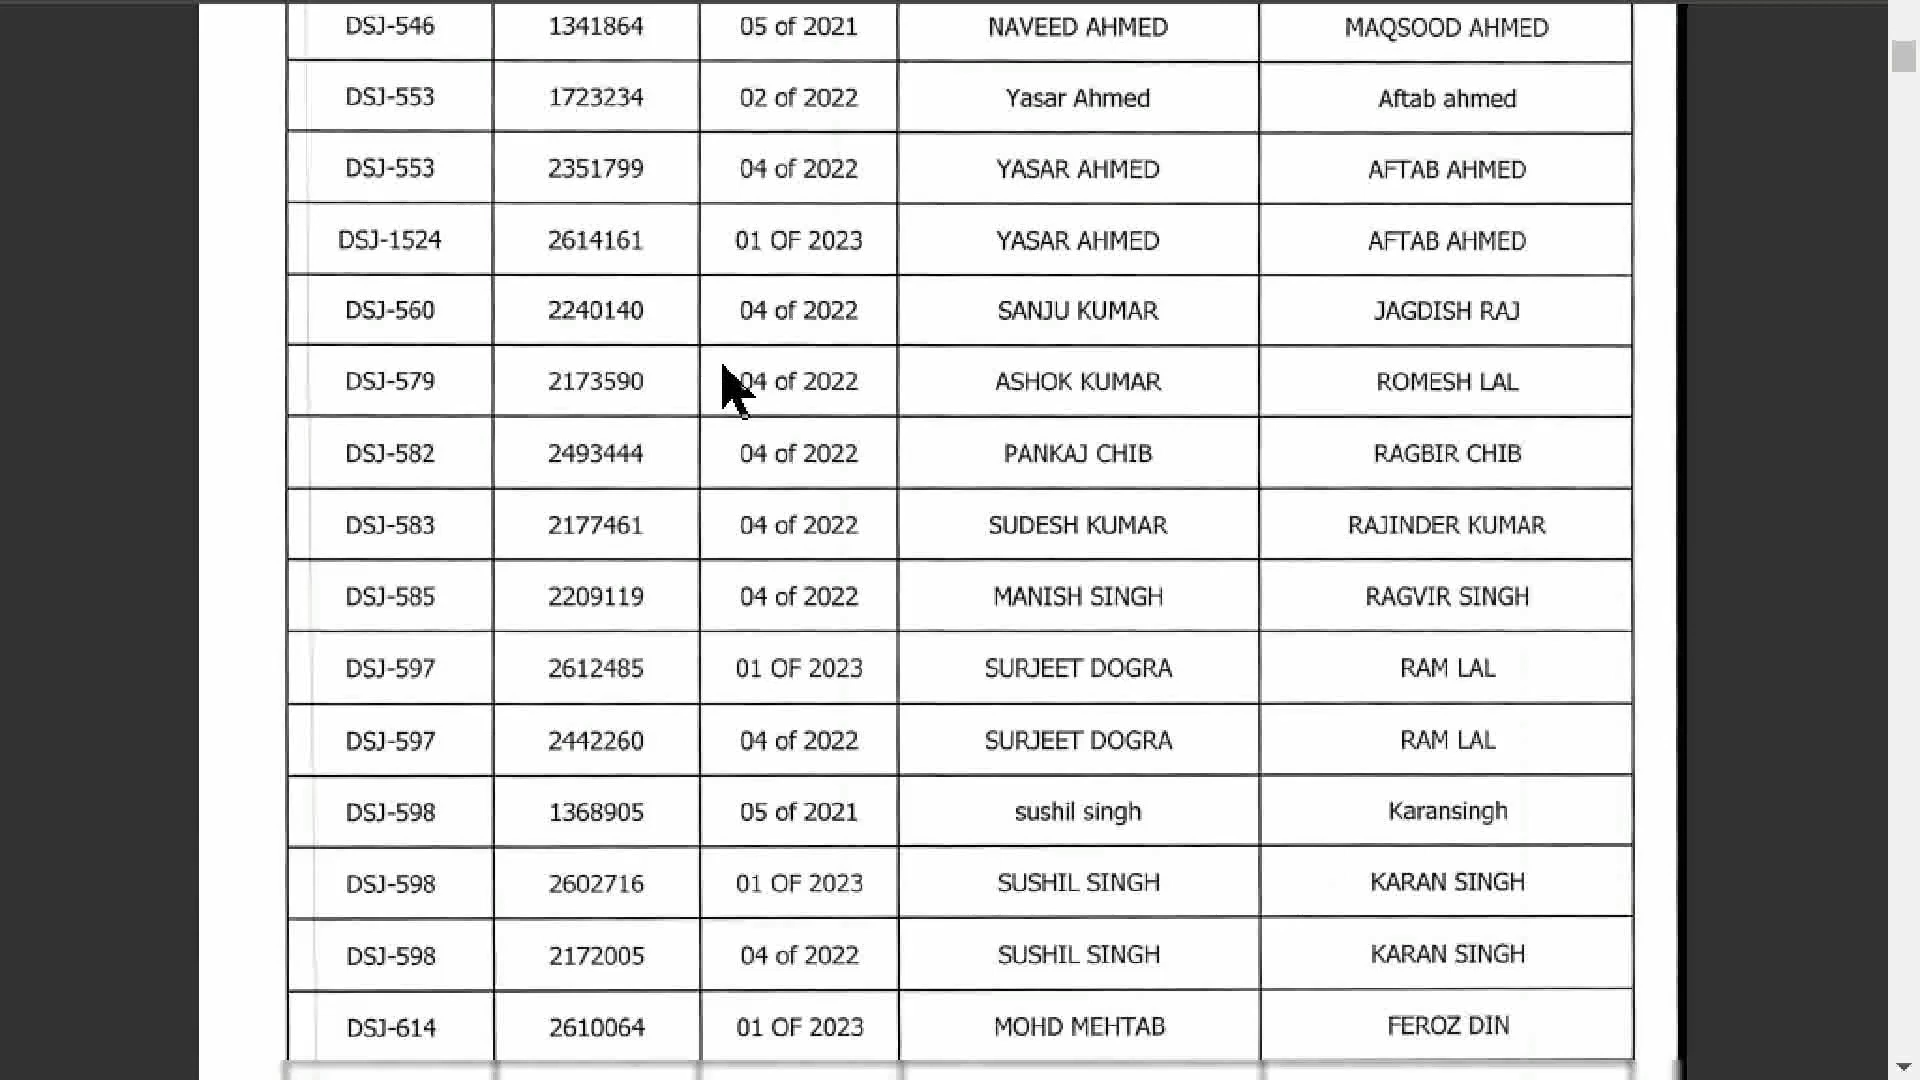 DSJ-546 1341864 05 of 2021 NAVEED AHMED MAQSOOD AHMED
DSJ-553 1723234 02 of 2022 Yasar Ahmed Aftab ahmed
DSJ-553 2351799 04 of 2022 YASAR AHMED AFTAB AHMED
DSJ-1524 2614161 01 OF 2023 YASAR AHMED AFTAB AHMED
DSJ-560 2240140 04 of 2022 SANJU KUMAR JAGDISH RAJ
DSJ-579 2173590 04 of 2022 ASHOK KUMAR ROMESH LAL
DSJ-582 2493444 04 of 2022 PANKAJ CHIB RAGBIR CHIB
DSJ-583 2177461 04 of 2022 SUDESH KUMAR RAJINDER KUMAR
DSJ-585 2209119 04 of 2022 MANISH SINGH RAGVIR SINGH
DSJ-597 2612485 01 OF 2023 SURJEET DOGRA RAM LAL
DSJ-597 2442260 04 of 2022 SURJEET DOGRA RAM LAL
DSJ-598 1368905 05 of 2021 sushil singh Karansingh
DSJ-598 2602716 01 OF 2023 SUSHIL SINGH KARAN SINGH
DSJ-598 2172005 04 of 2022 SUSHIL SINGH KARAN SINGH
DSJ-614 2610064 01 OF 2023 MOHD MEHTAB FEROZ DIN